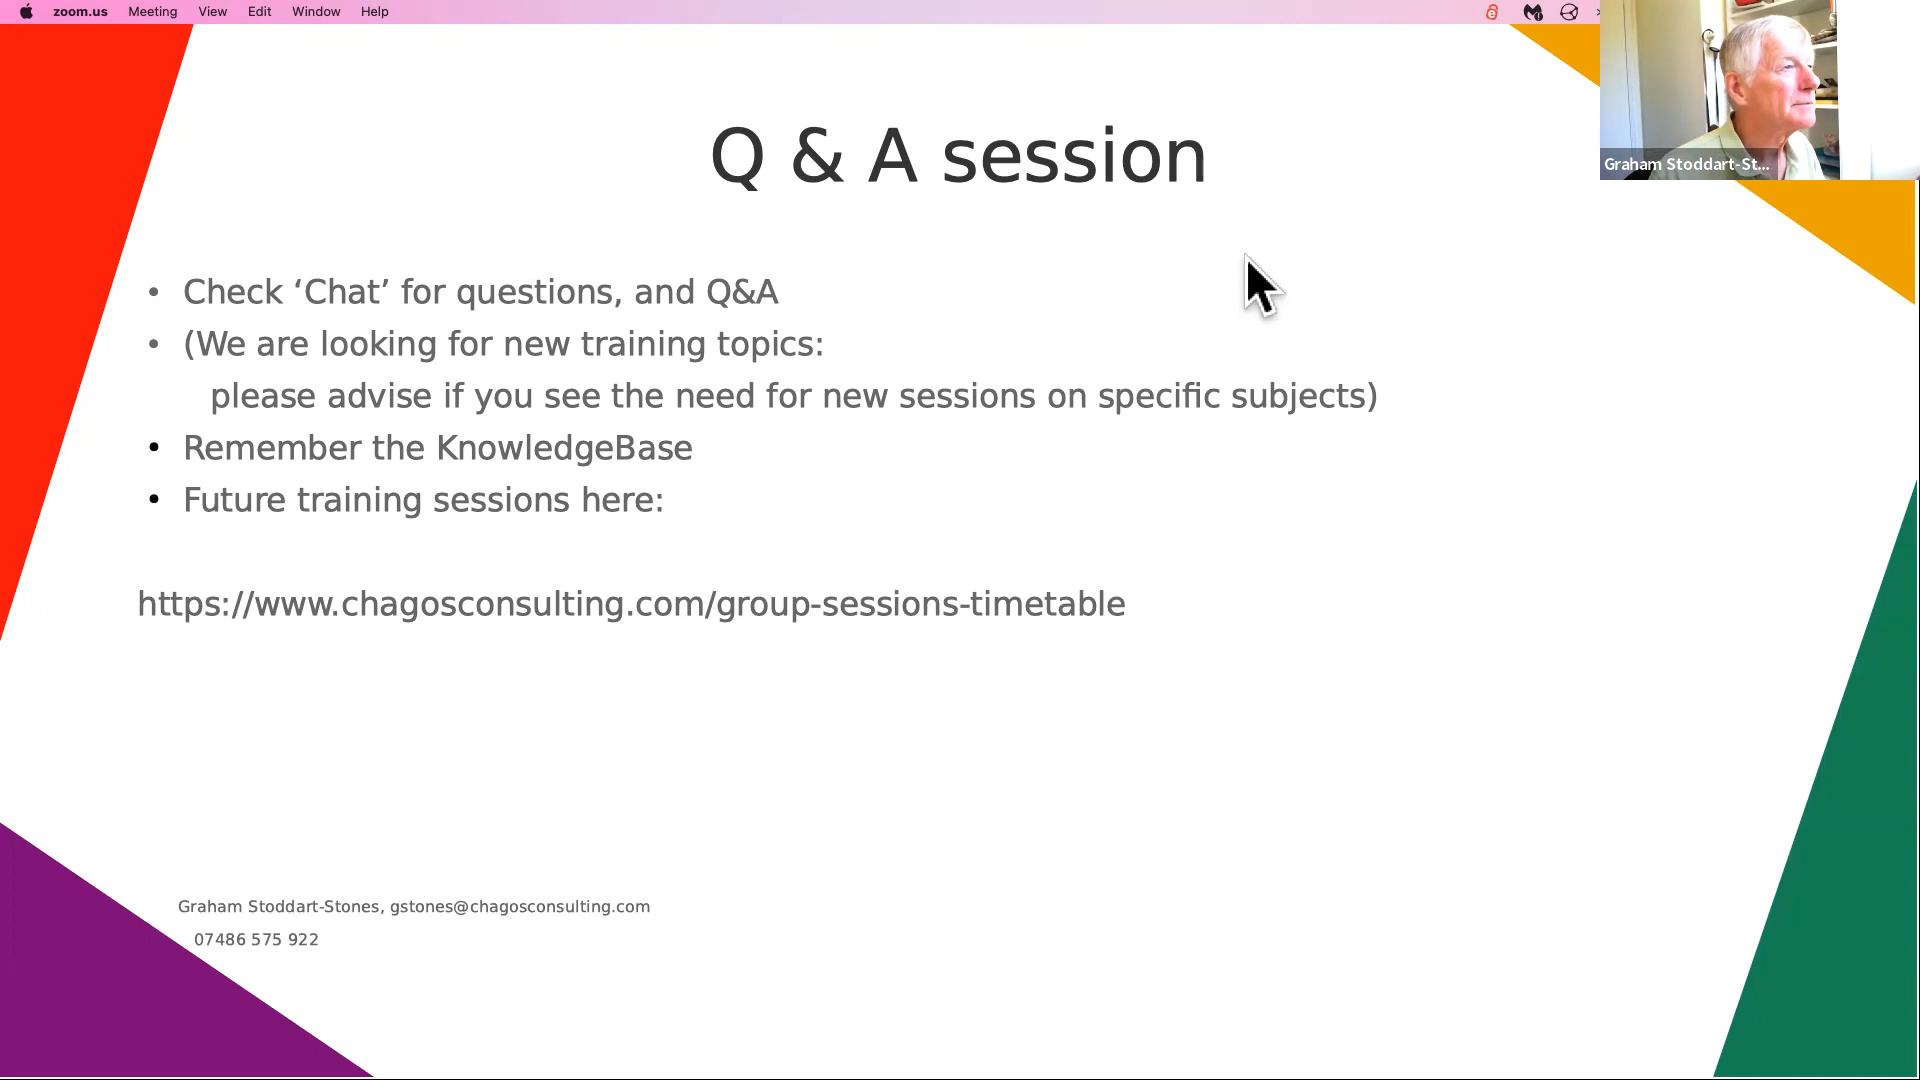 zoom.us Meeting View Edit Window Help
Graham Stoddart-St...
Q & A session
• Check ‘Chat’ for questions, and Q&A
• (We are looking for new training topics:
please advise if you see the need for new sessions on specific subjects)
• Remember the KnowledgeBase
• Future training sessions here:
https://www.chagosconsulting.com/group-sessions-timetable
Graham Stoddart-Stones, gstones@chagosconsulting.com
07486 575 922